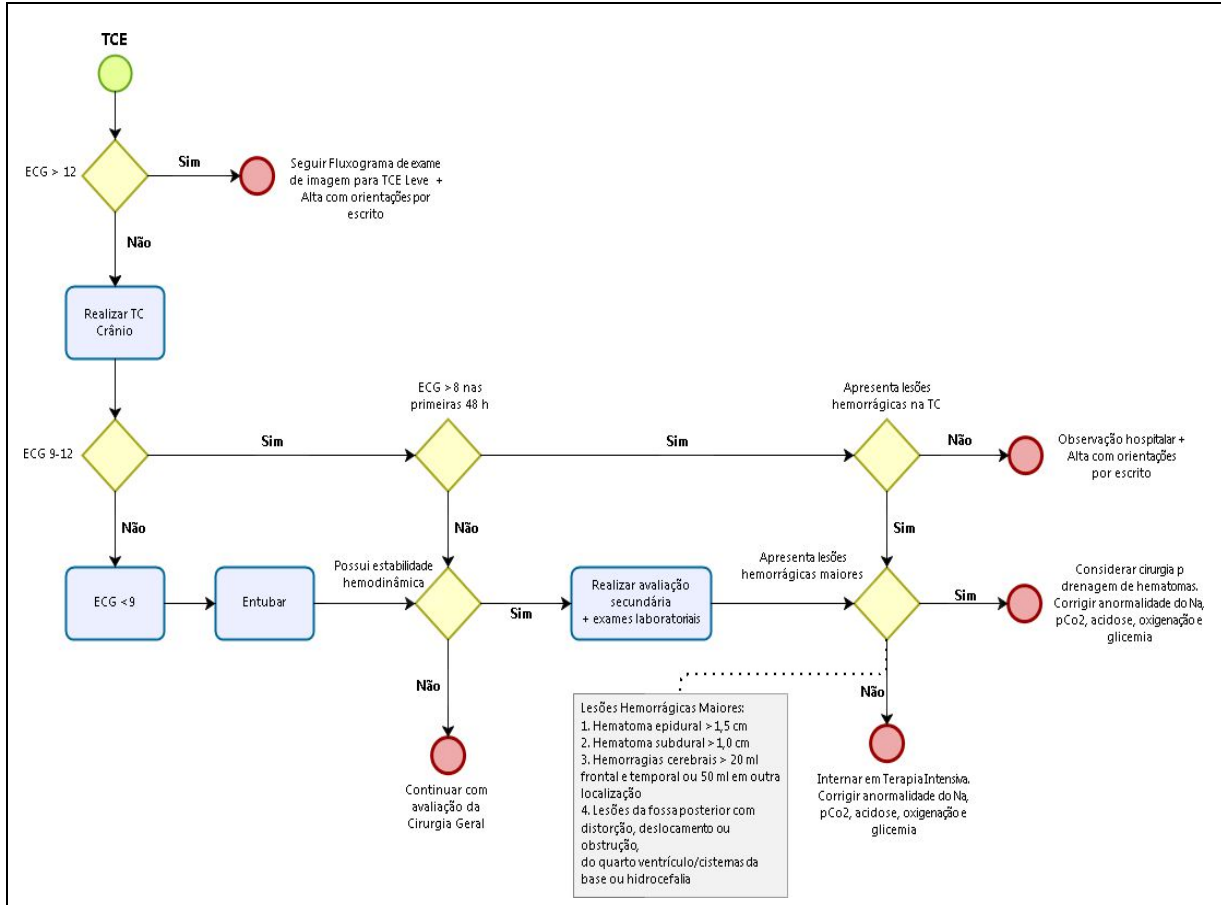 TCE
ECG > 12
Sim
Seguir Fluxograma de exame
de imagem para TCE Leve +
Alta com orientações por
escrito
Não
Realizar TC
Crânio
ECG 9-12
Sim
ECG >8 nas
primeiras 48 h
Sim
Apresenta lesões
hemorrágicas na TC
Não
Observação hospitalar +
Alta com orientações
por escrito
Não
Não
Sim
ECG <9
Entubar
Possui estabilidade
hemodinâmica
Sim
Realizar avaliação
secundária
+ exames laboratoriais
Apresenta lesões
hemorrágicas maiores
Sim
Considerar cirurgia p
drenagem de hematomas.
Corrigir anormalidade do Na,
pCo2, acidose, oxigenação e
glicemia
Não
Continuar com
avaliação da
Cirurgia Geral
Lesões Hemorrágicas Maiores:
1. Hematoma epidural > 1,5 cm
2. Hematoma subdural > 1,0 cm
3. Hemorragias cerebrais > 20 ml
frontal e temporal ou 50 ml em outra
localização
4. Lesões da fossa posterior com
distorção, deslocamento ou
obstrução,
do quarto ventrículo/cisternas da
base ou hidrocefalia
Não
Internar em Terapia Intensiva.
Corrigir anormalidade do Na,
pCo2, acidose, oxigenação e
glicemia